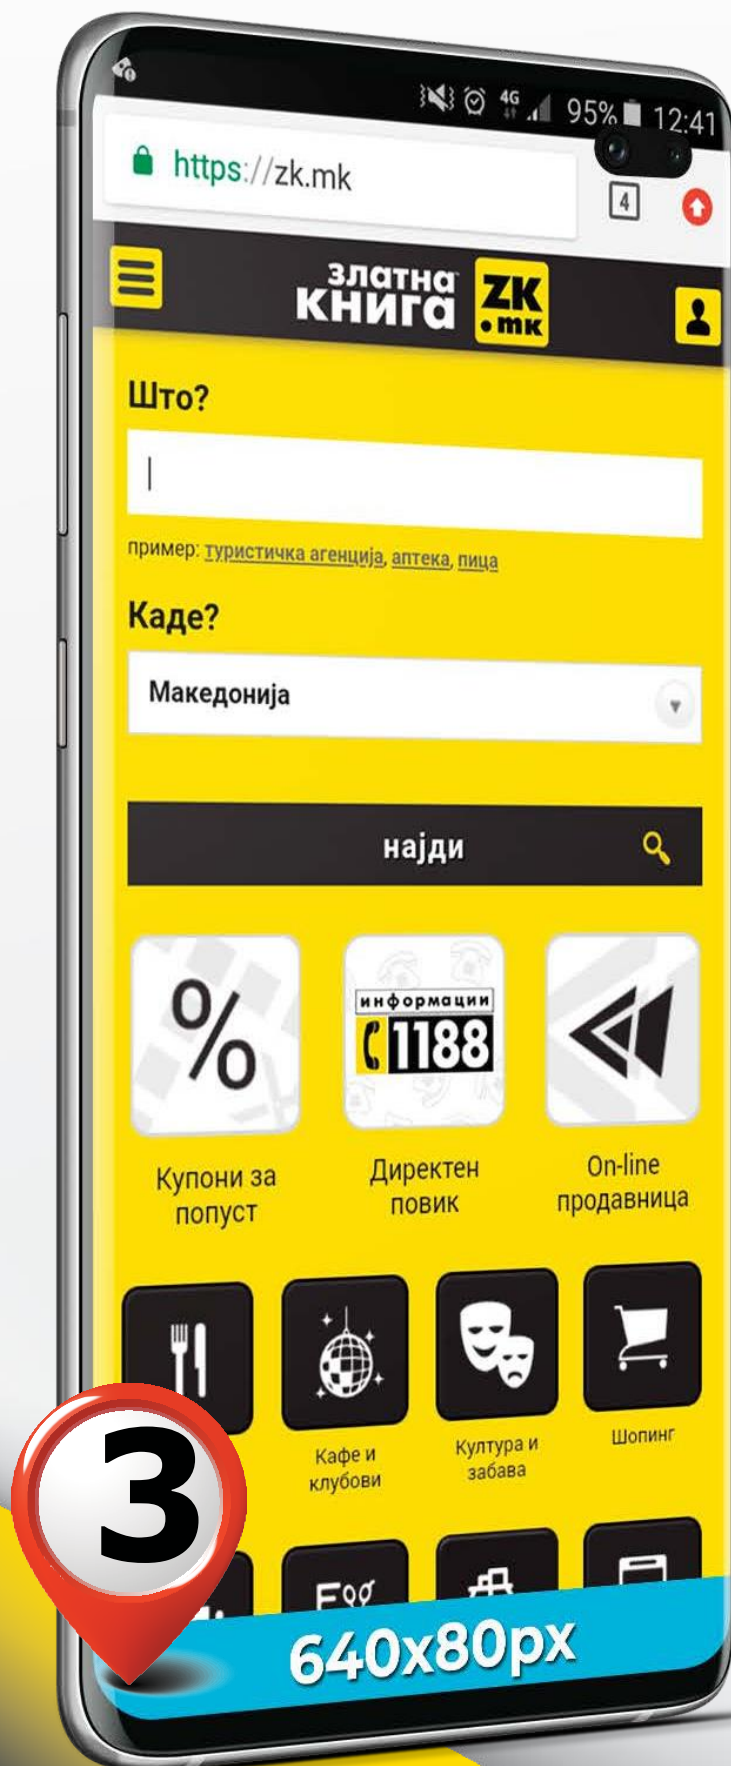 4G 95% 12:41
https://zk.mk
4
златна
книга
ZK
.mk
Што?
пример: туристичка агенција, аптека, пица
Каде?
Македонија
најди
%
информации
1188
Купони за
попуст
Директен
повик
On-line
продавница
Кафе и
клубови
Култура и
забава
Шопинг
3
640x80px